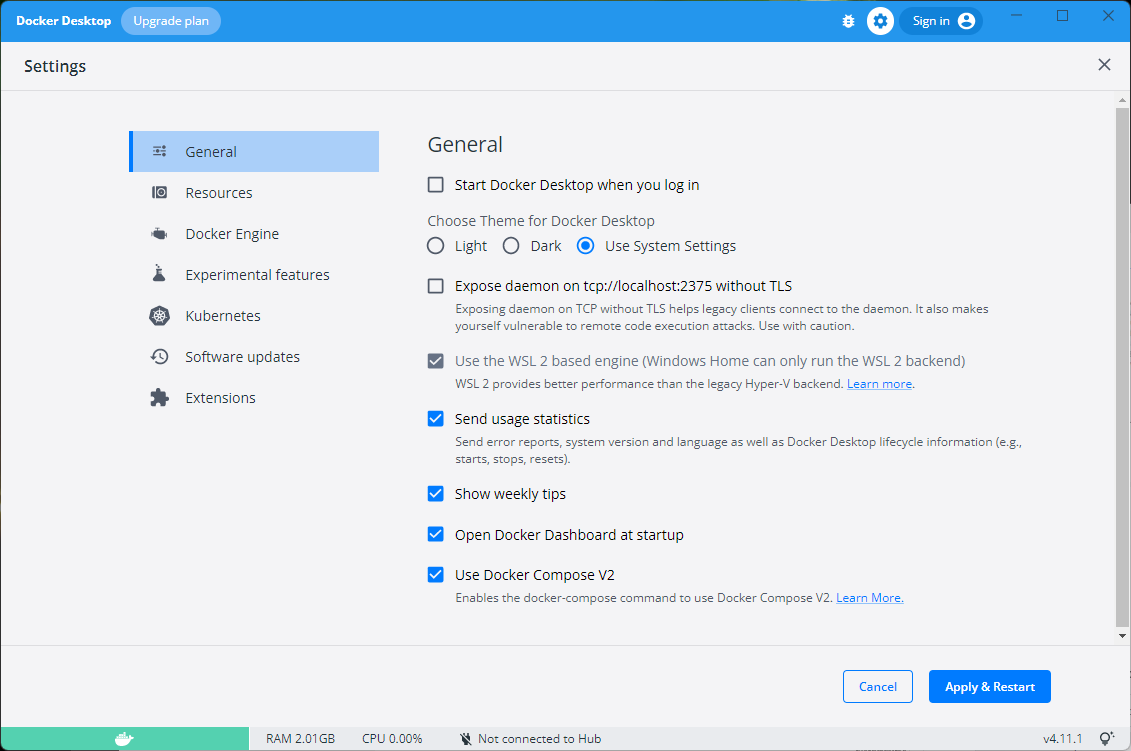 Docker Desktop Upgrade plan Sign in
Settings
General
Resources
Docker Engine
Experimental features
Kubernetes
Software updates
Extensions
General
Start Docker Desktop when you log in
Choose Theme for Docker Desktop
Light Dark Use System Settings
Expose daemon on tcp://localhost:2375 without TLS
Exposing daemon on TCP without TLS helps legacy clients connect to the daemon. It also makes
yourself vulnerable to remote code execution attacks. Use with caution.
Use the WSL 2 based engine (Windows Home can only run the WSL 2 backend)
WSL 2 provides better performance than the legacy Hyper-V backend. Learn more.
Send usage statistics
Send error reports, system version and language as well as Docker Desktop lifecycle information (e.g.,
starts, stops, resets).
Show weekly tips
Open Docker Dashboard at startup
Use Docker Compose V2
Enables the docker-compose command to use Docker Compose V2. Learn More.
Cancel Apply & Restart
RAM 2.01GB CPU 0.00% Not connected to Hub v4.11.1